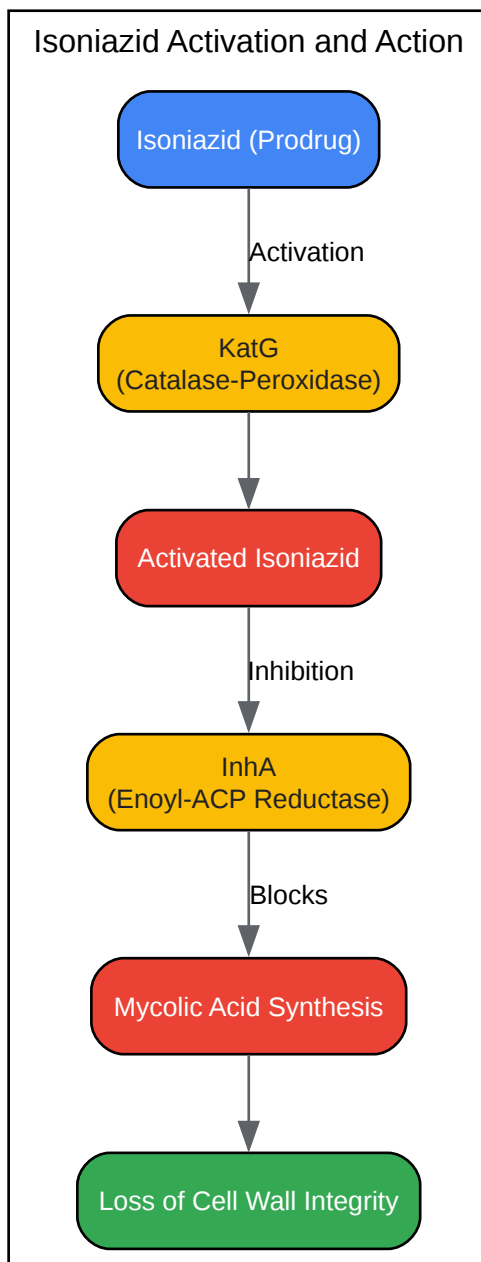 Isoniazid Activation and Action
Isoniazid (Prodrug)
Activation
KatG
(Catalase-Peroxidase)
Activated Isoniazid
Inhibition
InhA
(Enoyl-ACP Reductase)
Blocks
Mycolic Acid Synthesis
Loss of Cell Wall Integrity